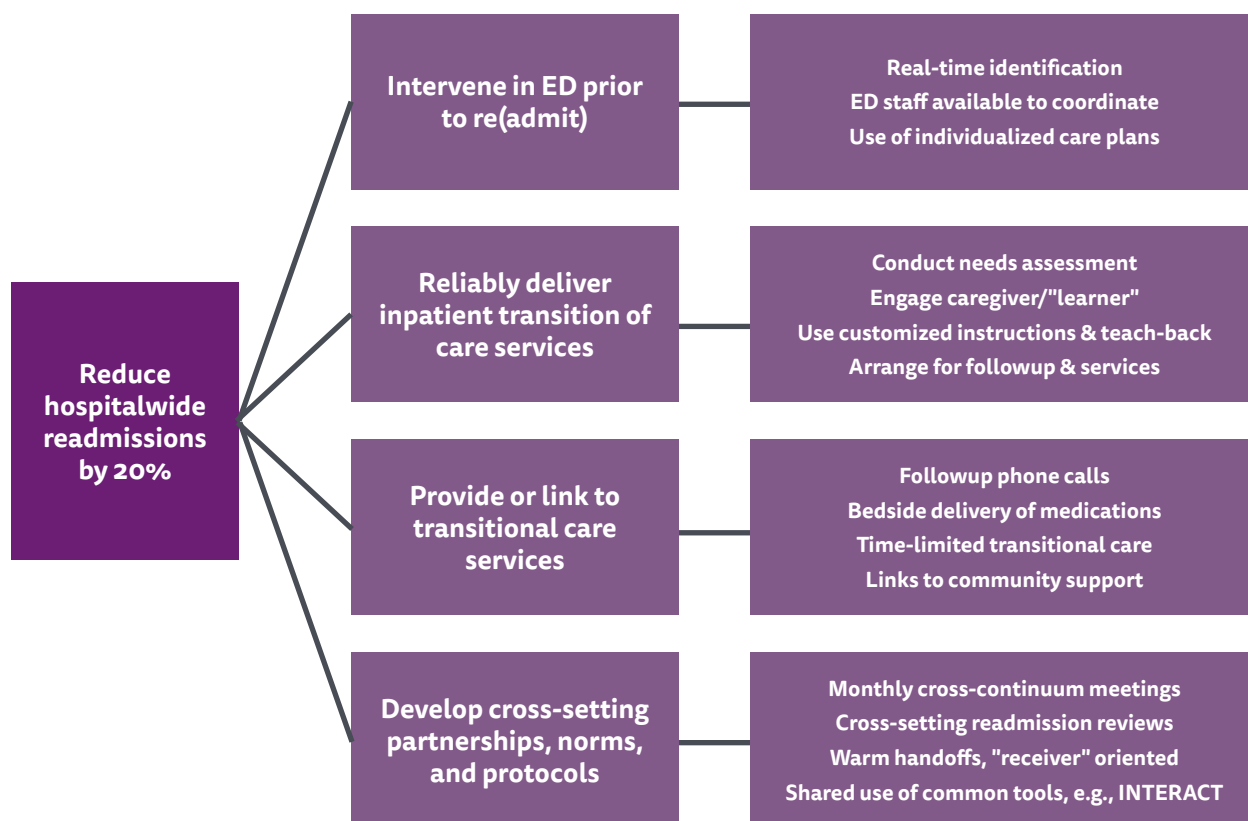 Reduce
hospitalwide
readmissions
by 20%
Intervene in ED prior
to re(admit)
Real-time identification
ED staff available to coordinate
Use of individualized care plans
Reliably deliver
inpatient transition of
care services
Conduct needs assessment
Engage caregiver/"learner"
Use customized instructions & teach-back
Arrange for followup & services
Provide or link to
transitional care
services
Followup phone calls
Bedside delivery of medications
Time-limited transitional care
Links to community support
Develop cross-setting
partnerships, norms,
and protocols
Monthly cross-continuum meetings
Cross-setting readmission reviews
Warm handoffs, "receiver" oriented
Shared use of common tools, e.g., INTERACT